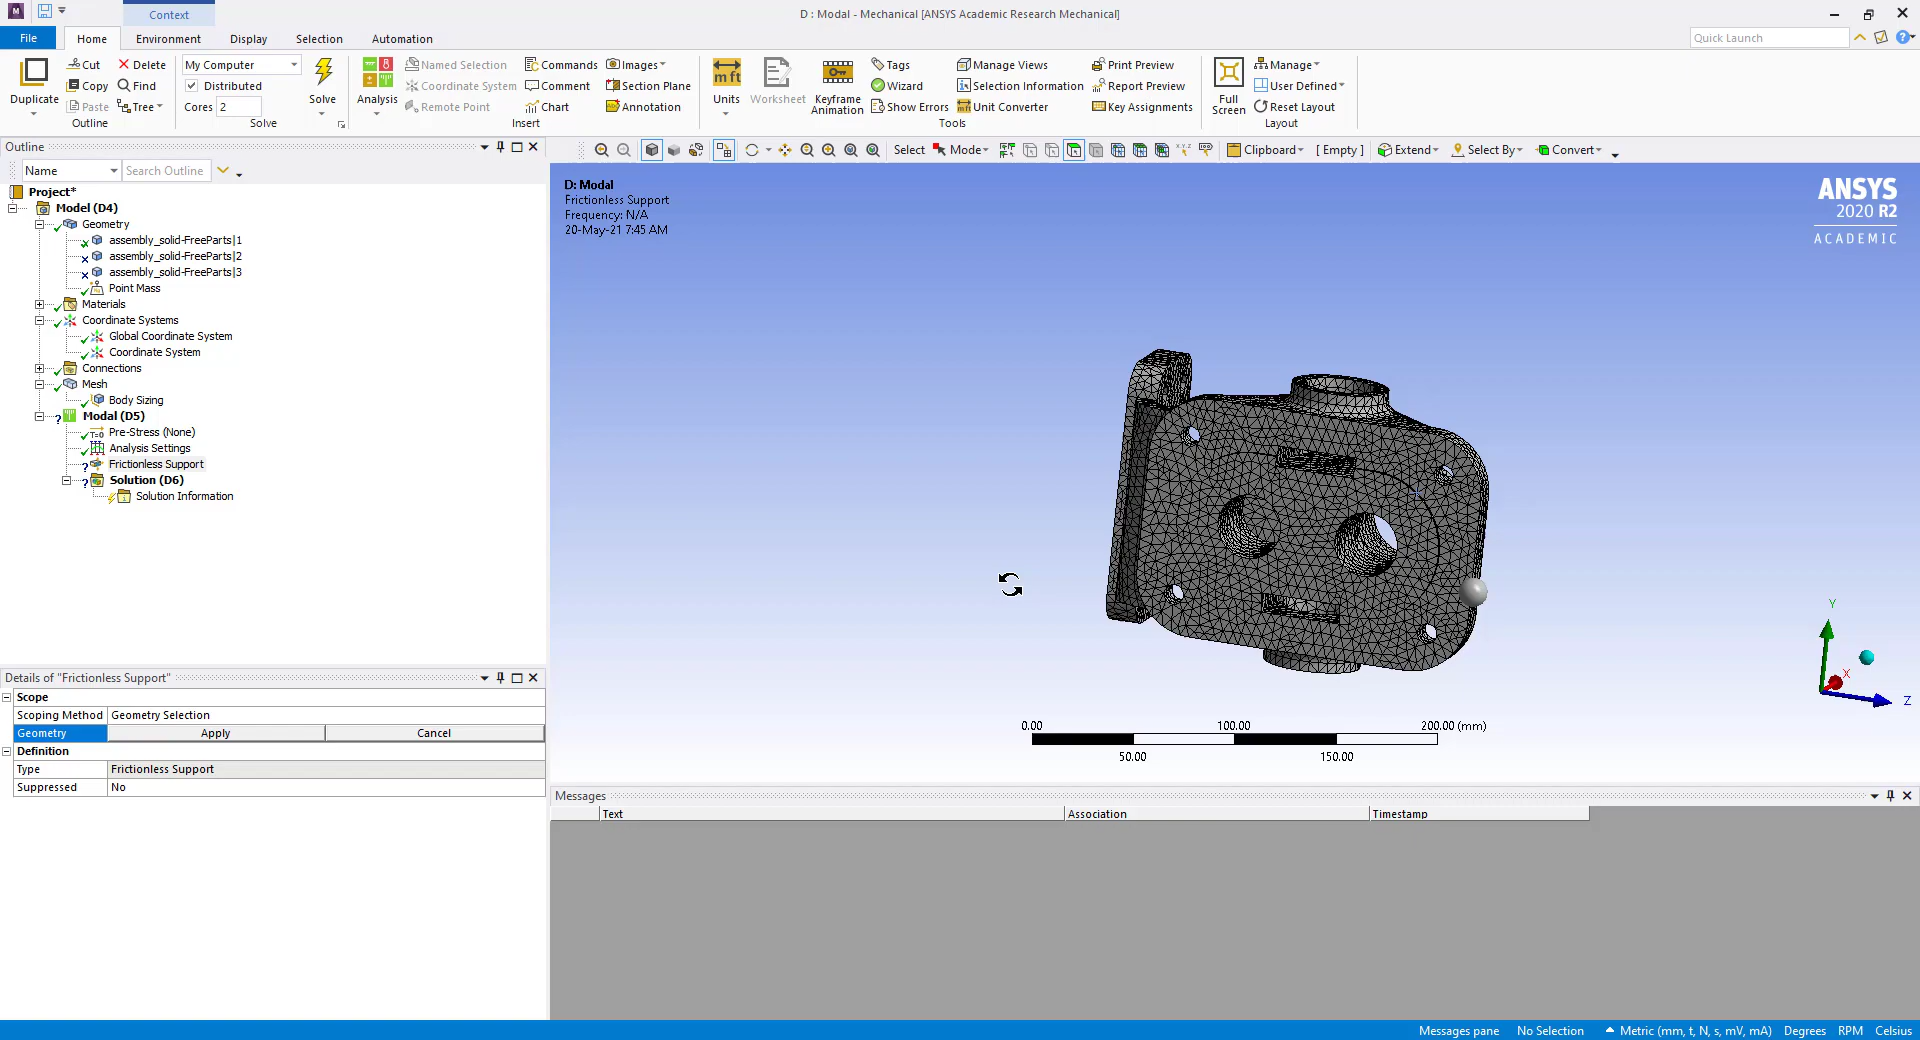 M
Context
D : Modal - Mechanical [ANSYS Academic Research Mechanical]
File
Home
Environment
Display
Selection
Automation
Quick Launch
Duplicate
Cut
Copy
Paste
Delete
Find
Tree
Outline
My Computer
Distributed
Cores 2
Solve
Solve
Analysis
Named Selection
Coordinate System
Remote Point
Commands
Comment
Chart
Images
Section Plane
Annotation
Insert
Units
Worksheet
Keyframe
Animation
Tags
Wizard
Show Errors
Manage Views
Selection Information
Unit Converter
Print Preview
Report Preview
Key Assignments
Tools
Full
Screen
Manage
User Defined
Reset Layout
Layout
Outline
Name
Search Outline
Project*
Model (D4)
Geometry
assembly_solid-FreeParts|1
assembly_solid-FreeParts|2
assembly_solid-FreeParts|3
Point Mass
Materials
Coordinate Systems
Global Coordinate System
Coordinate System
Connections
Mesh
Body Sizing
Modal (D5)
Pre-Stress (None)
Analysis Settings
Frictionless Support
Solution (D6)
Solution Information
Select
Mode
Clipboard
[ Empty ]
Extend
Select By
Convert
D: Modal
Frictionless Support
Frequency: N/A
20-May-21 7:45 AM
ANSYS
2020 R2
ACADEMIC
Y
X
Z
0.00
100.00
200.00 (mm)
50.00
150.00
Details of "Frictionless Support"
Scope
Scoping Method
Geometry Selection
Geometry
Apply
Cancel
Definition
Type
Frictionless Support
Suppressed
No
Messages
Text
Association
Timestamp
Messages pane
No Selection
Metric (mm, t, N, s, mV, mA)
Degrees
RPM
Celsius